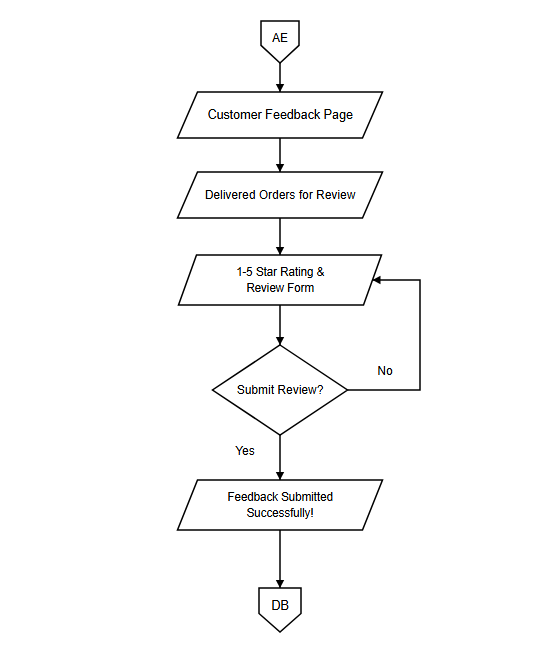 AE
Customer Feedback Page
Delivered Orders for Review
1-5 Star Rating &
Review Form
No
Submit Review?
Yes
Feedback Submitted
Successfully!
DB